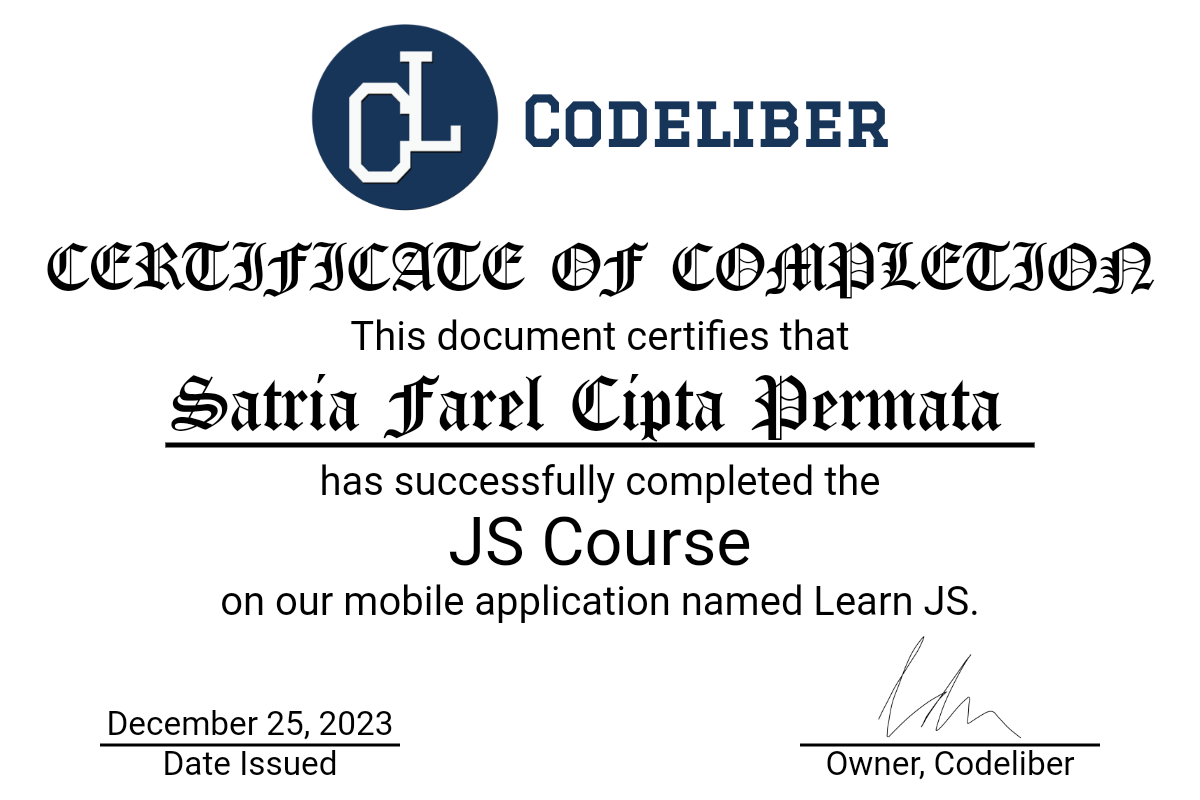 CL
CODELIBER
CERTIFICATE OF COMPLETION
This document certifies that
Satria Farel Cipta Permata
has successfully completed the
JS Course
on our mobile application named Learn JS.
December 25, 2023
Date Issued
Owner, Codeliber